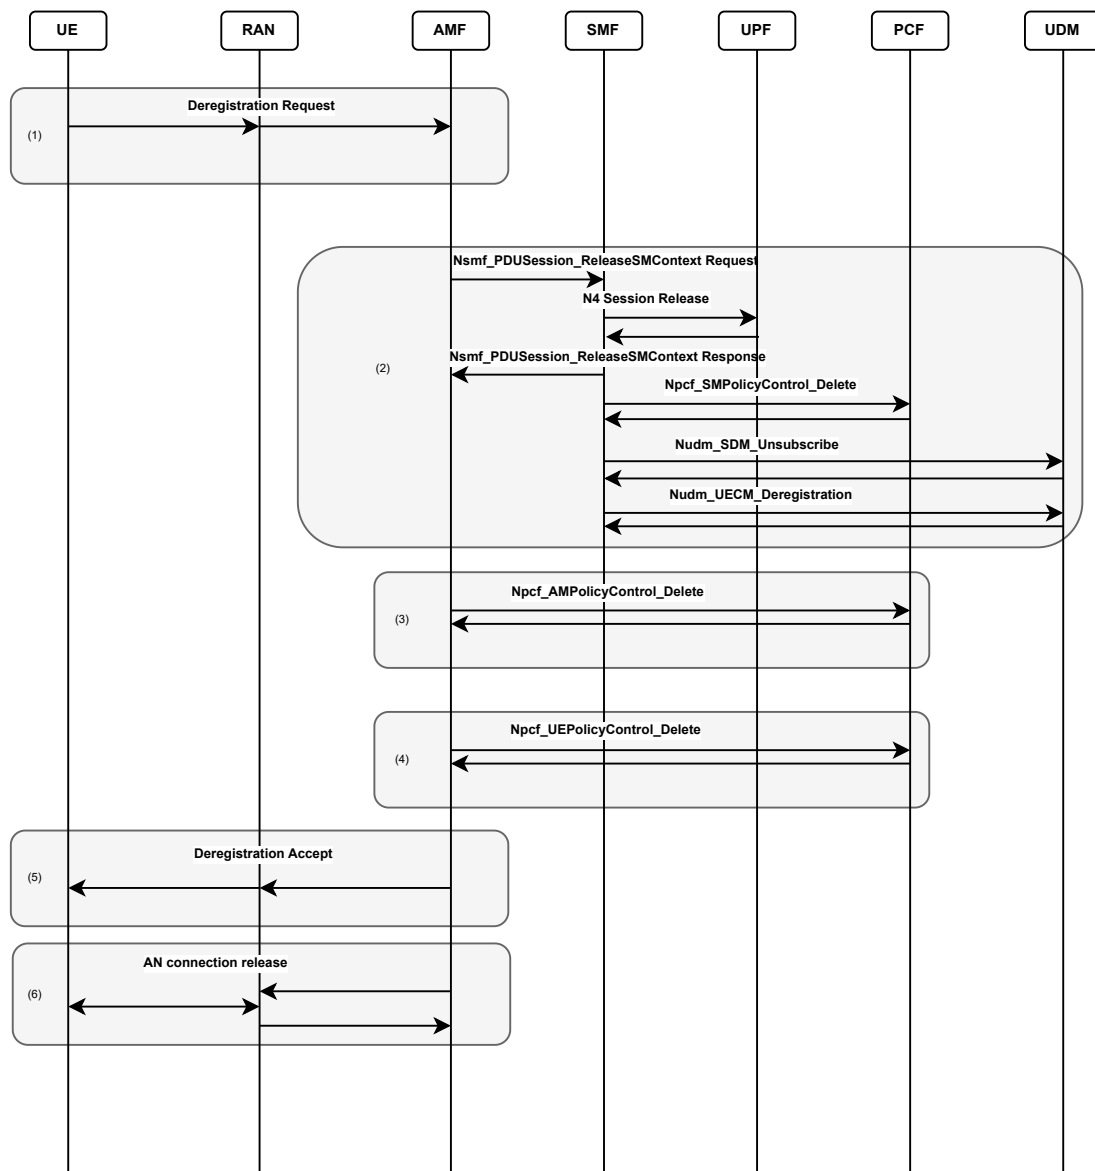 UE RAN AMF SMF UPF PCF UDM
Deregistration Request
(1)
Nsmf_PDUSession_ReleaseSMContext Request
N4 Session Release
Nsmf_PDUSession_ReleaseSMContext Response
(2)
Npcf_SMPolicyControl_Delete
Nudm_SDM_Unsubscribe
Nudm_UECM_Deregistration
Npcf_AMPolicyControl_Delete
(3)
Npcf_UEPolicyControl_Delete
(4)
Deregistration Accept
(5)
AN connection release
(6)